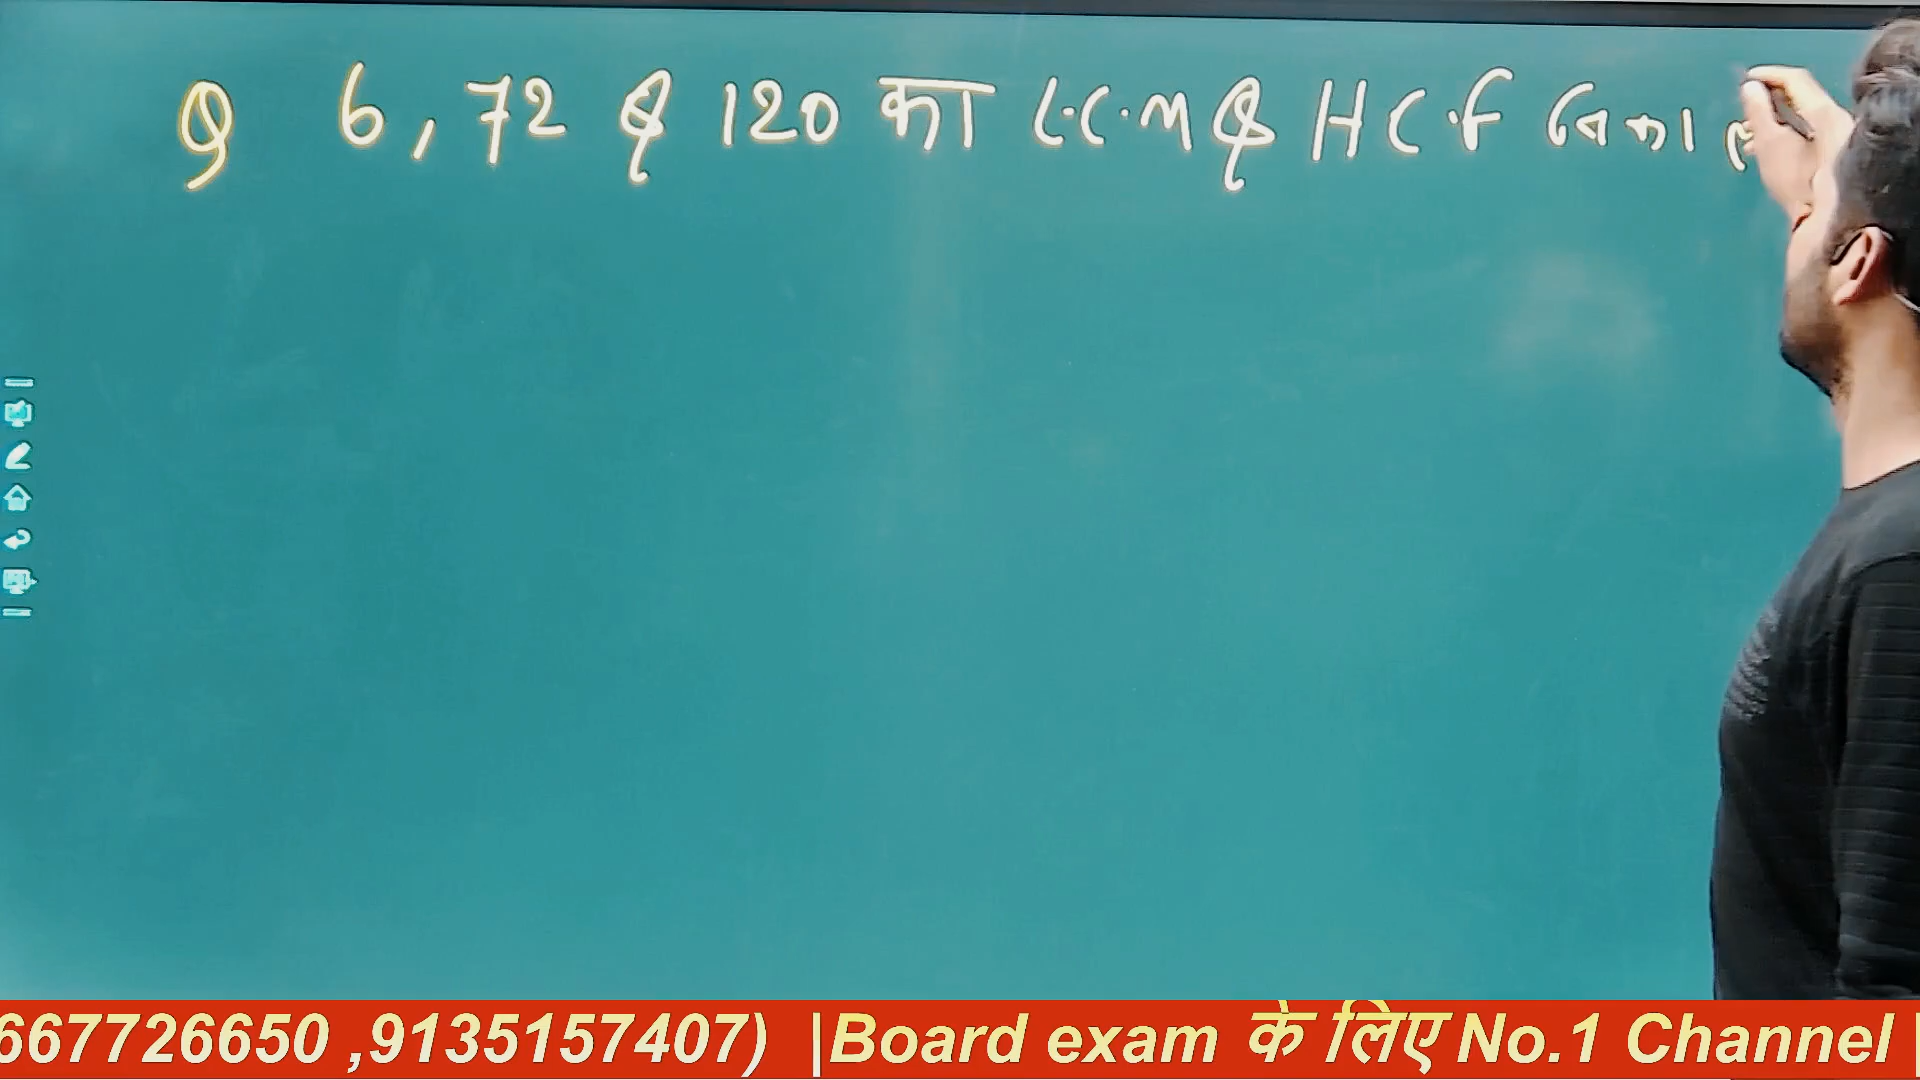 Q 6, 72 & 120 का L.C.M & H C.F निकाल
667726650 ,9135157407) |Board exam के लिए No.1 Channel |